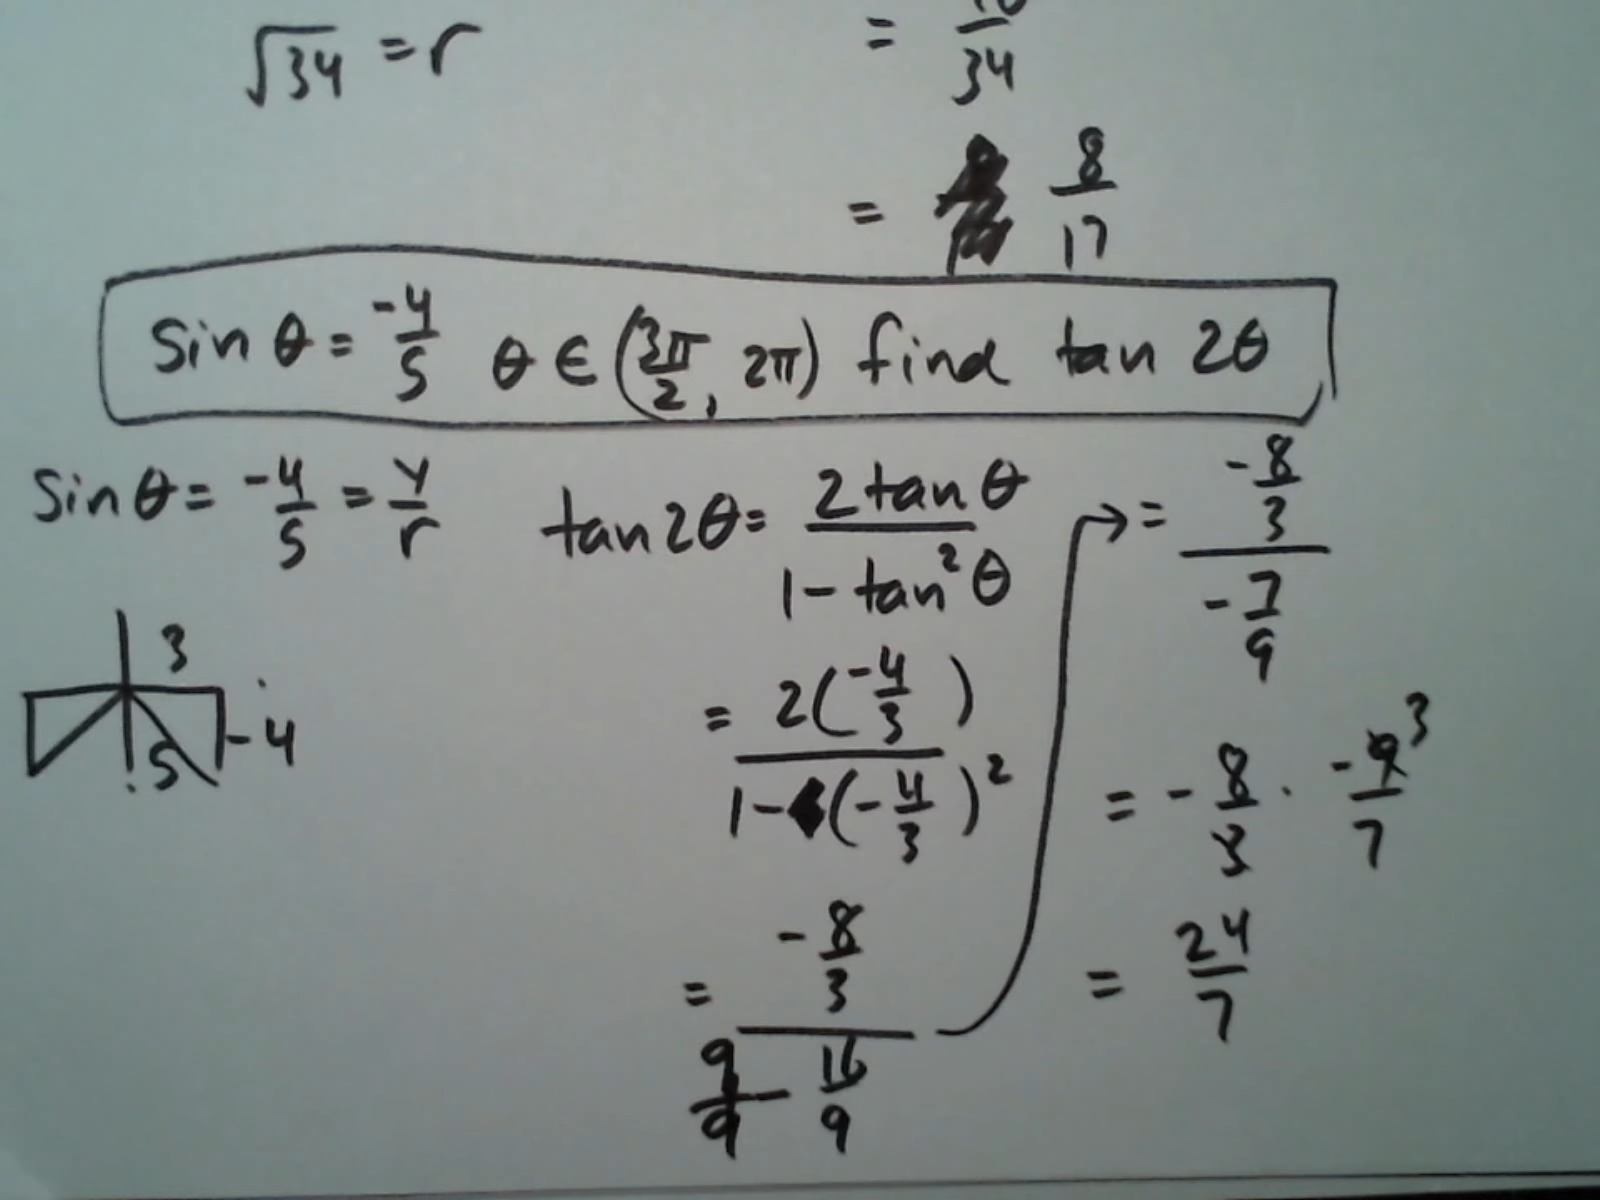 √34 = r
= /34
= 8/17
sin θ = -4/5 θ ∈ (3π/2, 2π) find tan 2θ
sin θ = -4/5 = y/r
3
-4
5
tan 2θ = 2 tan θ / 1 - tan² θ
= 2(-4/3) / 1 - (-4/3)²
= -8/3 / 9/9 - 16/9
→ = -8/3 / -7/9
= -8/3 · -9/7 3
= 24/7